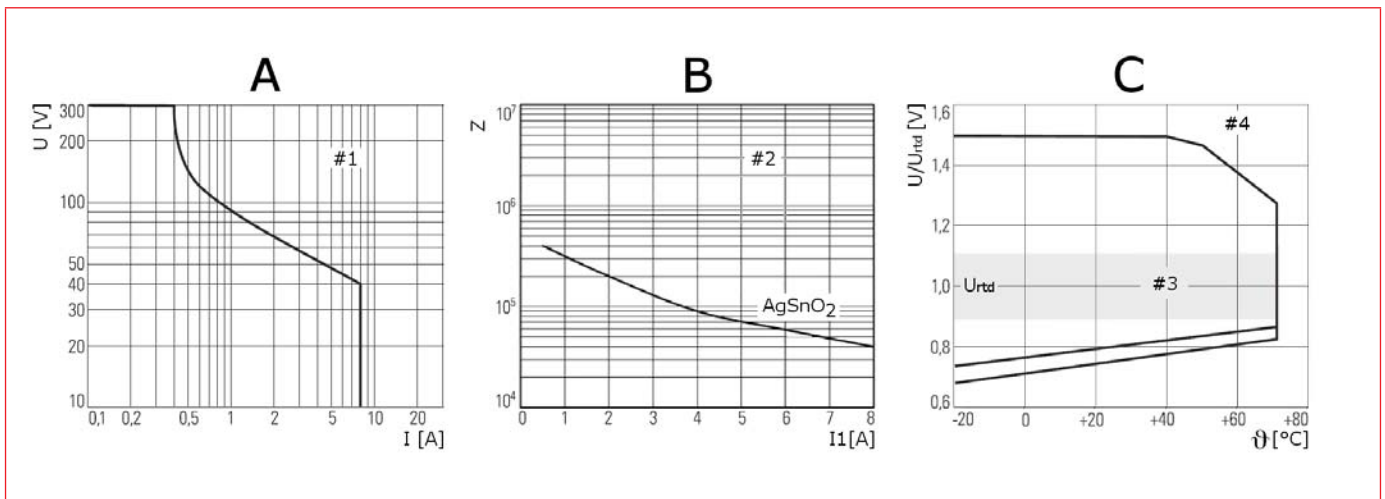 A
U [V]
300
200
100
50
40
30
20
10
0,1 0,2 0,5 1 2 5 10 20
I [A]
#1
B
Z
10⁷
10⁶
10⁵
10⁴
0 1 2 3 4 5 6 7 8
I1[A]
#2
AgSnO₂
C
U/Urtd [V]
1,6
1,4
1,2
1,0
0,8
0,6
-20 0 +20 +40 +60 +80
ϑ [°C]
#4
Urtd
#3